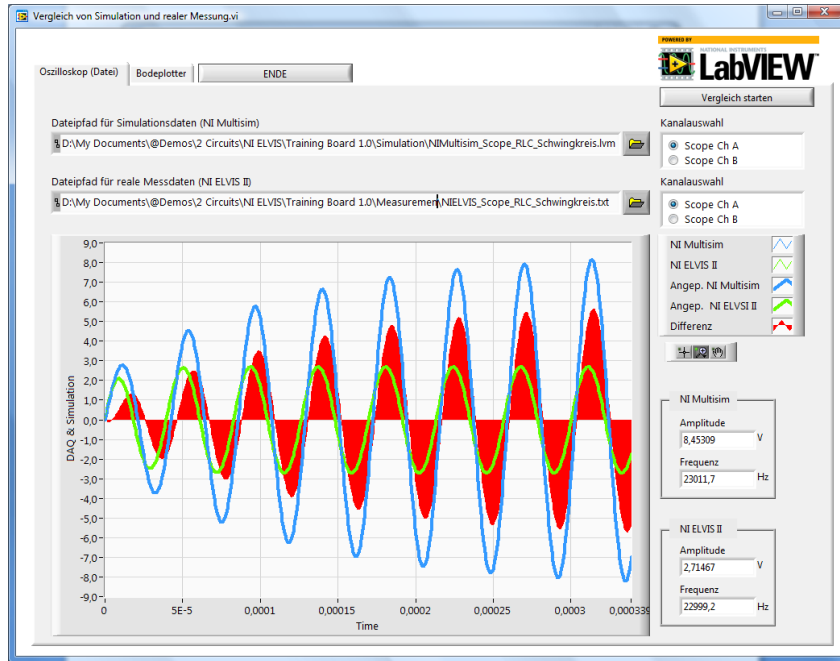 Vergleich von Simulation und realer Messung.vi
POWERED BY
NATIONAL INSTRUMENTS
LabVIEW™
Oszilloskop (Datei) Bodeplotter ENDE
Vergleich starten
Dateipfad für Simulationsdaten (NI Multisim)
D:\My Documents\@Demos\2 Circuits\NI ELVIS\Training Board 1.0\Simulation\NIMultisim_Scope_RLC_Schwingkreis.lvm
Kanalauswahl
Scope Ch A
Scope Ch B
Dateipfad für reale Messdaten (NI ELVIS II)
D:\My Documents\@Demos\2 Circuits\NI ELVIS\Training Board 1.0\Measuremen\NIELVIS_Scope_RLC_Schwingkreis.txt
Kanalauswahl
Scope Ch A
Scope Ch B
NI Multisim
NI ELVIS II
Angep. NI Multisim
Angep. NI ELVSI II
Differenz
DAQ & Simulation
9,0
8,0
7,0
6,0
5,0
4,0
3,0
2,0
1,0
0,0
-1,0
-2,0
-3,0
-4,0
-5,0
-6,0
-7,0
-8,0
-9,0
0 5E-5 0,0001 0,00015 0,0002 0,00025 0,0003 0,000339
Time
NI Multisim
Amplitude
8,45309 V
Frequenz
23011,7 Hz
NI ELVIS II
Amplitude
2,71467 V
Frequenz
22999,2 Hz